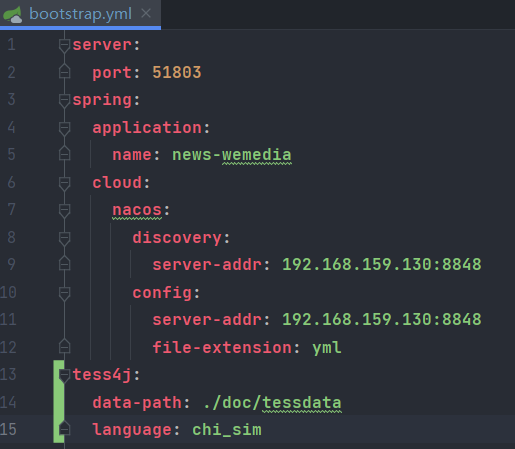 bootstrap.yml
1 server:
2   port: 51803
3 spring:
4   application:
5     name: news-wemedia
6   cloud:
7     nacos:
8       discovery:
9         server-addr: 192.168.159.130:8848
10       config:
11         server-addr: 192.168.159.130:8848
12         file-extension: yml
13 tess4j:
14   data-path: ./doc/tessdata
15   language: chi_sim